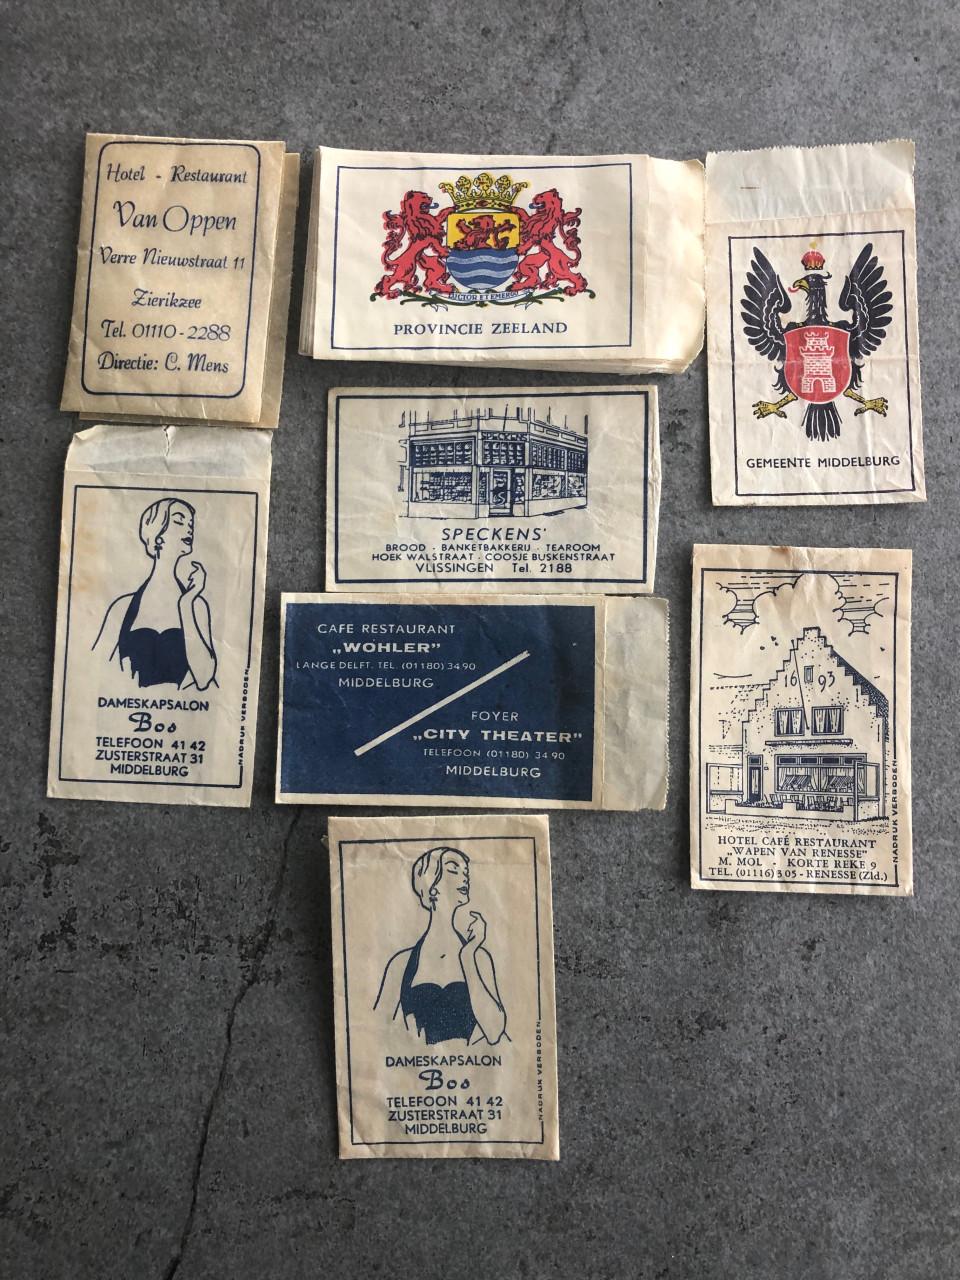 Hotel - Restaurant
Van Oppen
Verre Nieuwstraat 11
Zierikzee
Tel. 01110-2288
Directie: C. Mens
LUCTOR ET EMERGO
PROVINCIE ZEELAND
GEMEENTE MIDDELBURG
SPECKENS'
BROOD - BANKETBAKKERIJ - TEAROOM
HOEK WALSTRAAT - COOSJE BUSKENSTRAAT
VLISSINGEN Tel. 2188
DAMESKAPSALON
Bos
TELEFOON 41 42
ZUSTERSTRAAT 31
MIDDELBURG
NADRUK VERBODEN
CAFE RESTAURANT
„WOHLER"
LANGE DELFT. TEL. (01180) 3490
MIDDELBURG
FOYER
„CITY THEATER"
TELEFOON (01180) 34 90
MIDDELBURG
16 93
HOTEL CAFÉ RESTAURANT
„WAPEN VAN RENESSE"
M. MOL - KORTE REKE 9
TEL. (01116) 3 05 - RENESSE (Zld.)
NADRUK VERBODEN
DAMESKAPSALON
Bos
TELEFOON 41 42
ZUSTERSTRAAT 31
MIDDELBURG
NADRUK VERBODEN